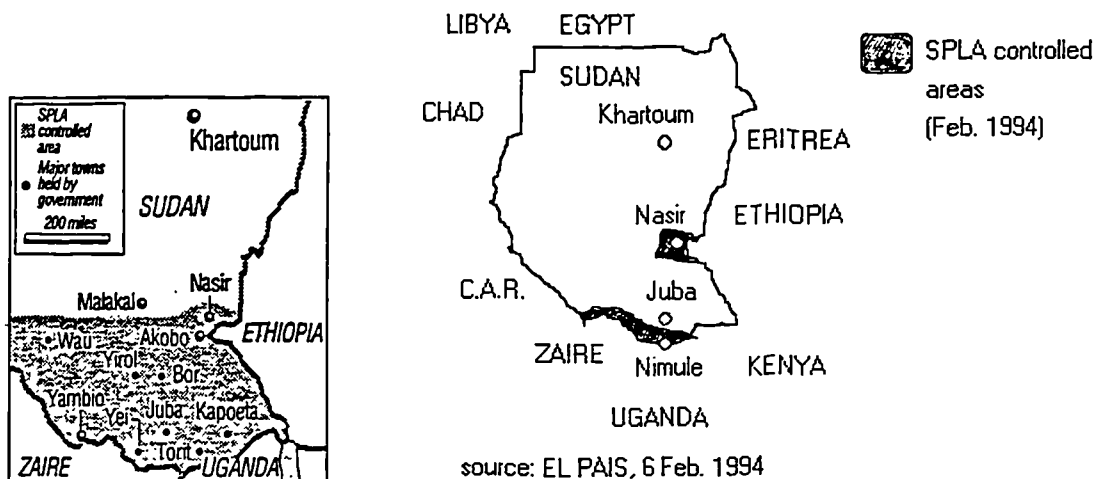 SPLA
controlled
area
Major towns
held by
government
200 miles
Khartoum
SUDAN
Nasir
Malakal
ETHIOPIA
Wau
Akobo
Yirol
Bor
Yambio
Yei
Juba
Kapoeta
Torit
ZAIRE
UGANDA
LIBYA
EGYPT
SUDAN
CHAD
Khartoum
ERITREA
Nasir
ETHIOPIA
C.A.R.
Juba
ZAIRE
Nimule
KENYA
UGANDA
source: EL PAIS, 6 Feb. 1994
SPLA controlled
areas
(Feb. 1994)